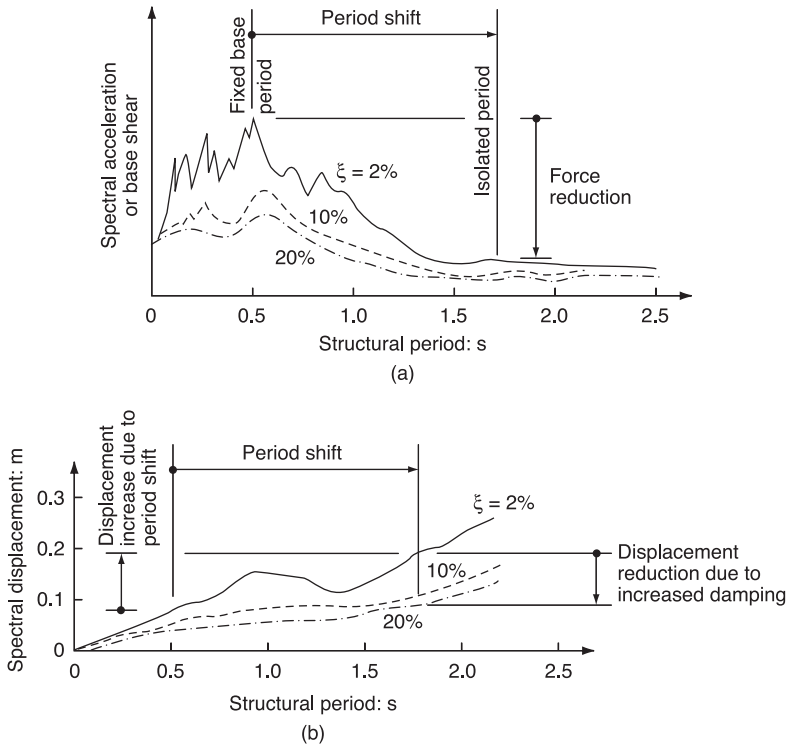 Period shift
Fixed base
period
Isolated period
Spectral acceleration
or base shear
ξ = 2%
10%
20%
Force
reduction
0
0.5
1.0
1.5
2.0
2.5
Structural period: s
(a)
Displacement
increase due to
period shift
Period shift
Spectral displacement: m
0.3
0.2
0.1
0
ξ = 2%
10%
20%
Displacement
reduction due to
increased damping
0
0.5
1.0
1.5
2.0
2.5
Structural period: s
(b)